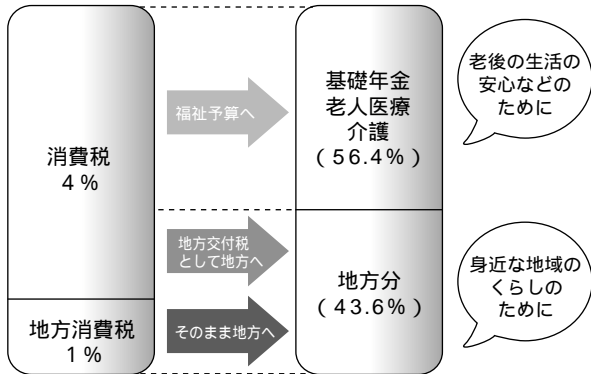 消費税
4%
地方消費税
1%
福祉予算へ
地方交付税
として地方へ
そのまま地方へ
基礎年金
老人医療
介護
(56.4%)
地方分
(43.6%)
老後の生活の
安心などの
ために
身近な地域の
くらしの
ために